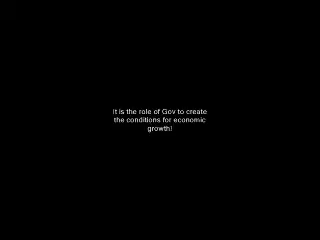 It is the role of Gov to create
the conditions for economic
growth!